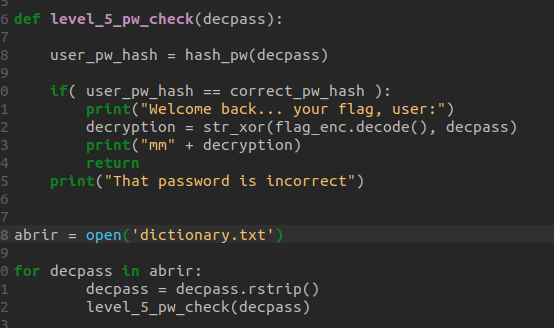 5
6 def level_5_pw_check(decpass):
7
8     user_pw_hash = hash_pw(decpass)
9
0     if( user_pw_hash == correct_pw_hash ):
1         print("Welcome back... your flag, user:")
2         decryption = str_xor(flag_enc.decode(), decpass)
3         print("mm" + decryption)
4         return
5     print("That password is incorrect")
6
7
8 abrir = open('dictionary.txt')
9
0 for decpass in abrir:
1         decpass = decpass.rstrip()
2         level_5_pw_check(decpass)
3